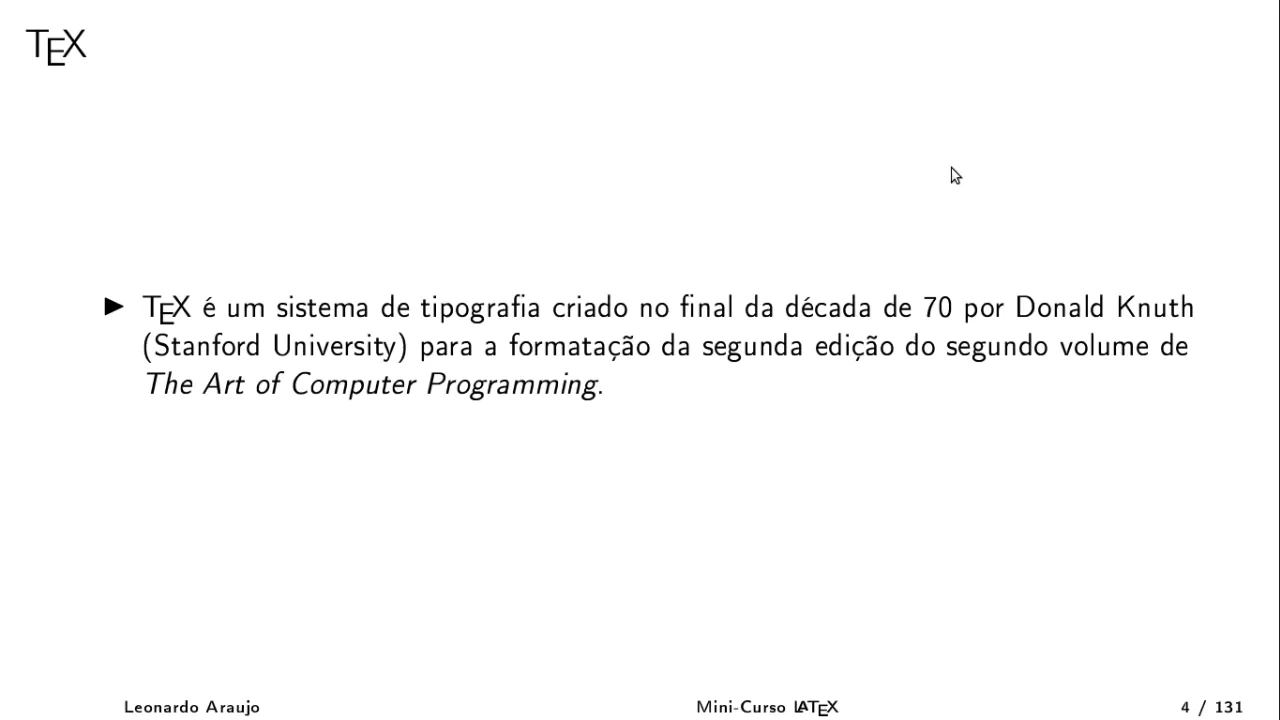 TEX
▶ TEX é um sistema de tipografia criado no final da década de 70 por Donald Knuth
(Stanford University) para a formatação da segunda edição do segundo volume de
The Art of Computer Programming.
Leonardo Araujo Mini-Curso LATEX 4 / 131